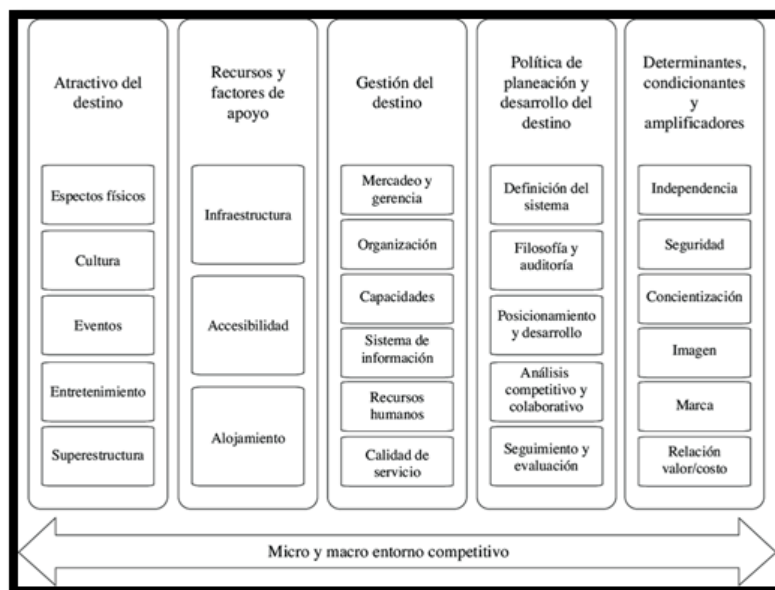 Atractivo del
destino
Espectos físicos
Cultura
Eventos
Entretenimiento
Superestructura
Recursos y
factores de
apoyo
Infraestructura
Accesibilidad
Alojamiento
Gestión del
destino
Mercadeo y
gerencia
Organización
Capacidades
Sistema de
información
Recursos
humanos
Calidad de
servicio
Política de
planeación y
desarrollo del
destino
Definición del
sistema
Filosofía y
auditoría
Posicionamiento
y desarrollo
Análisis
competitivo y
colaborativo
Seguimiento y
evaluación
Determinantes,
condicionantes
y
amplificadores
Independencia
Seguridad
Concientización
Imagen
Marca
Relación
valor/costo
Micro y macro entorno competitivo